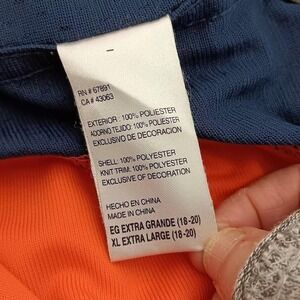 RN # 67891
CA # 43063
EXTERIOR : 100% POLIESTER
ADORNO TEJIDO: 100% POLIESTER
EXCLUSIVO DE DECORACION
SHELL: 100% POLYESTER
KNIT TRIM: 100% POLYESTER
EXCLUSIVE OF DECORATION
HECHO EN CHINA
MADE IN CHINA
EG EXTRA GRANDE (18-20)
XL EXTRA LARGE (18-20)